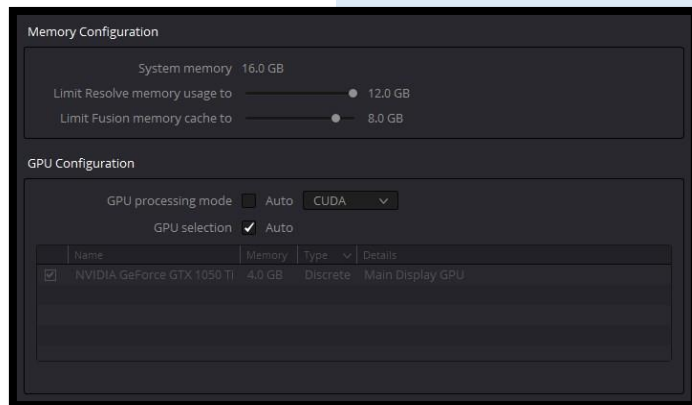 Memory Configuration
System memory 16.0 GB
Limit Resolve memory usage to 12.0 GB
Limit Fusion memory cache to 8.0 GB
GPU Configuration
GPU processing mode Auto CUDA
GPU selection Auto
Name Memory Type Details
NVIDIA GeForce GTX 1050 Ti 4.0 GB Discrete Main Display GPU